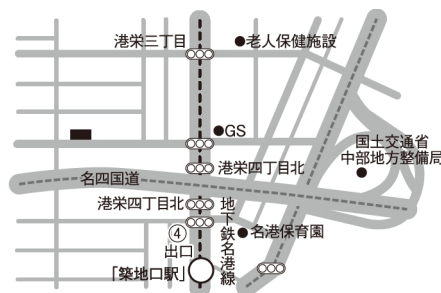 港栄三丁目
●老人保健施設
●GS
国土交通省
中部地方整備局
港栄四丁目北
名四国道
港栄四丁目北
地下鉄名港線
④
出口
●名港保育園
「築地口駅」